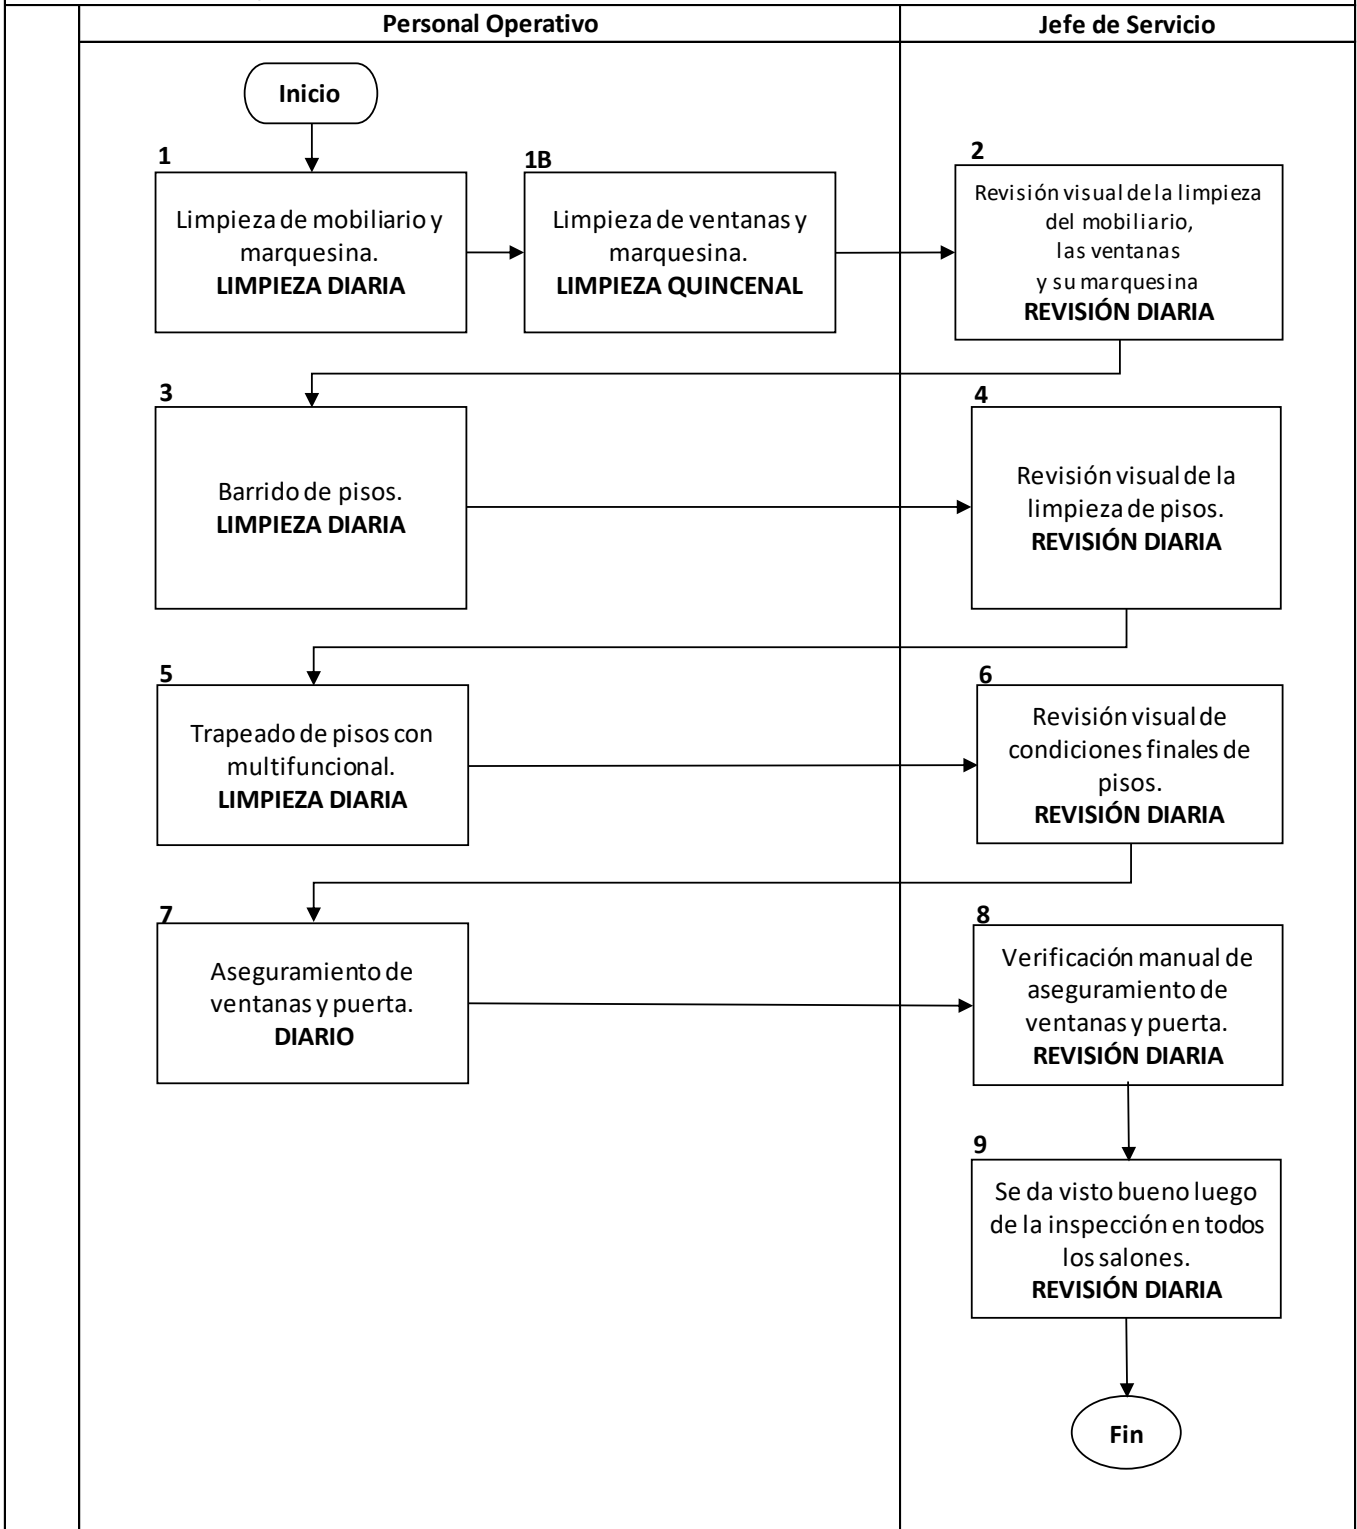 Personal Operativo
Jefe de Servicio
Inicio
1
Limpieza de mobiliario y
marquesina.
LIMPIEZA DIARIA
1B
Limpieza de ventanas y
marquesina.
LIMPIEZA QUINCENAL
2
Revisión visual de la limpieza
del mobiliario,
las ventanas
y su marquesina
REVISIÓN DIARIA
3
Barrido de pisos.
LIMPIEZA DIARIA
4
Revisión visual de la
limpieza de pisos.
REVISIÓN DIARIA
5
Trapeado de pisos con
multifuncional.
LIMPIEZA DIARIA
6
Revisión visual de
condiciones finales de
pisos.
REVISIÓN DIARIA
7
Aseguramiento de
ventanas y puerta.
DIARIO
8
Verificación manual de
aseguramiento de
ventanas y puerta.
REVISIÓN DIARIA
9
Se da visto bueno luego
de la inspección en todos
los salones.
REVISIÓN DIARIA
Fin